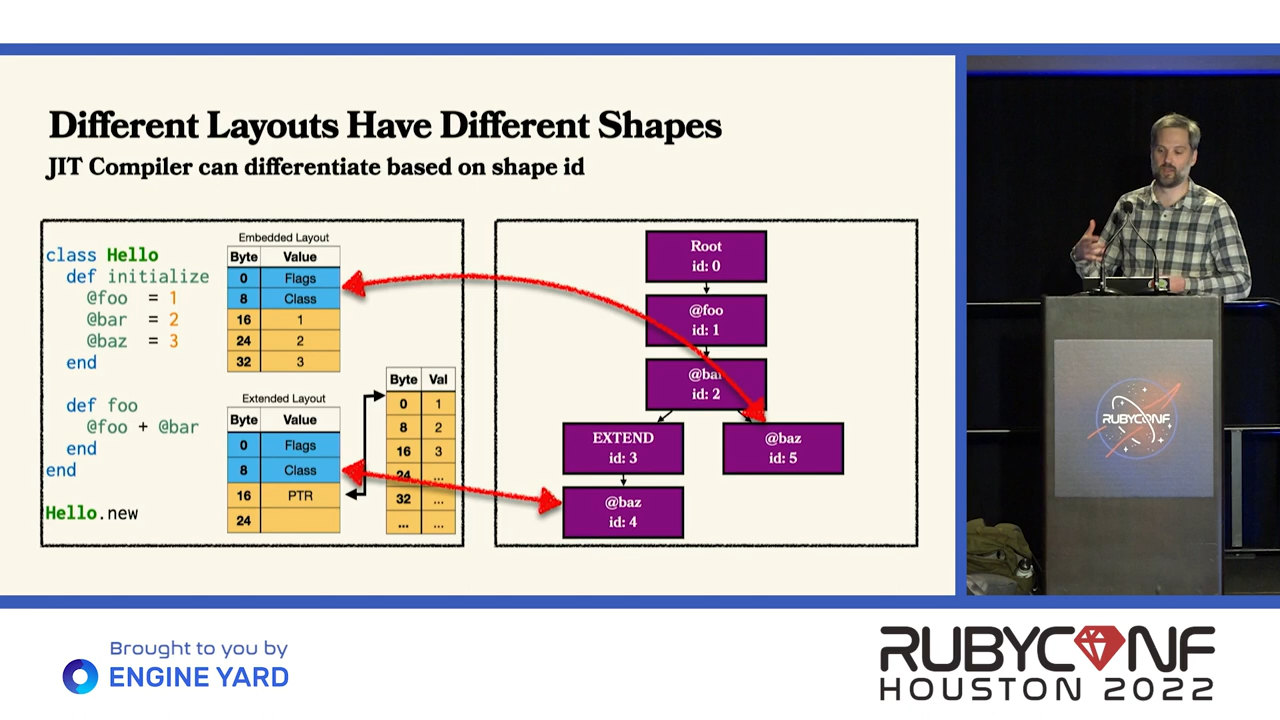 Different Layouts Have Different Shapes
JIT Compiler can differentiate based on shape id
class Hello
def initialize
@foo = 1
@bar = 2
@baz = 3
end
def foo
@foo + @bar
end
end
Hello.new
Embedded Layout
Byte Value
0 Flags
8 Class
16 1
24 2
32 3
Extended Layout
Byte Value
0 Flags
8 Class
16 PTR
24
Byte Val
0 1
8 2
16 3
24 ...
32 ...
... ...
Root
id: 0
@foo
id: 1
@bar
id: 2
EXTEND
id: 3
@baz
id: 5
@baz
id: 4
RUBYCONF
Brought to you by
ENGINE YARD
RUBYCONF
HOUSTON 2022